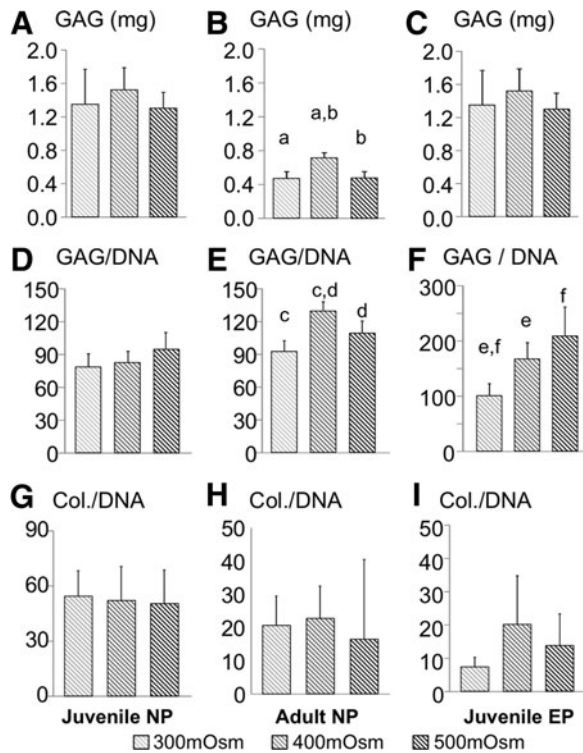 A GAG (mg)
2.0
1.6
1.2
0.8
0.4
0.0
B GAG (mg)
2.0
1.6
1.2
0.8
0.4
0.0
a
a,b
b
C GAG (mg)
2.0
1.6
1.2
0.8
0.4
0.0
D GAG/DNA
150
120
90
60
30
0
E GAG/DNA
150
120
90
60
30
0
c
c,d
d
F GAG / DNA
300
200
100
0
e,f
e
f
G Col./DNA
90
60
30
0
Juvenile NP
H Col./DNA
50
40
30
20
10
0
Adult NP
I Col./DNA
50
40
30
20
10
0
Juvenile EP
300mOsm 400mOsm 500mOsm